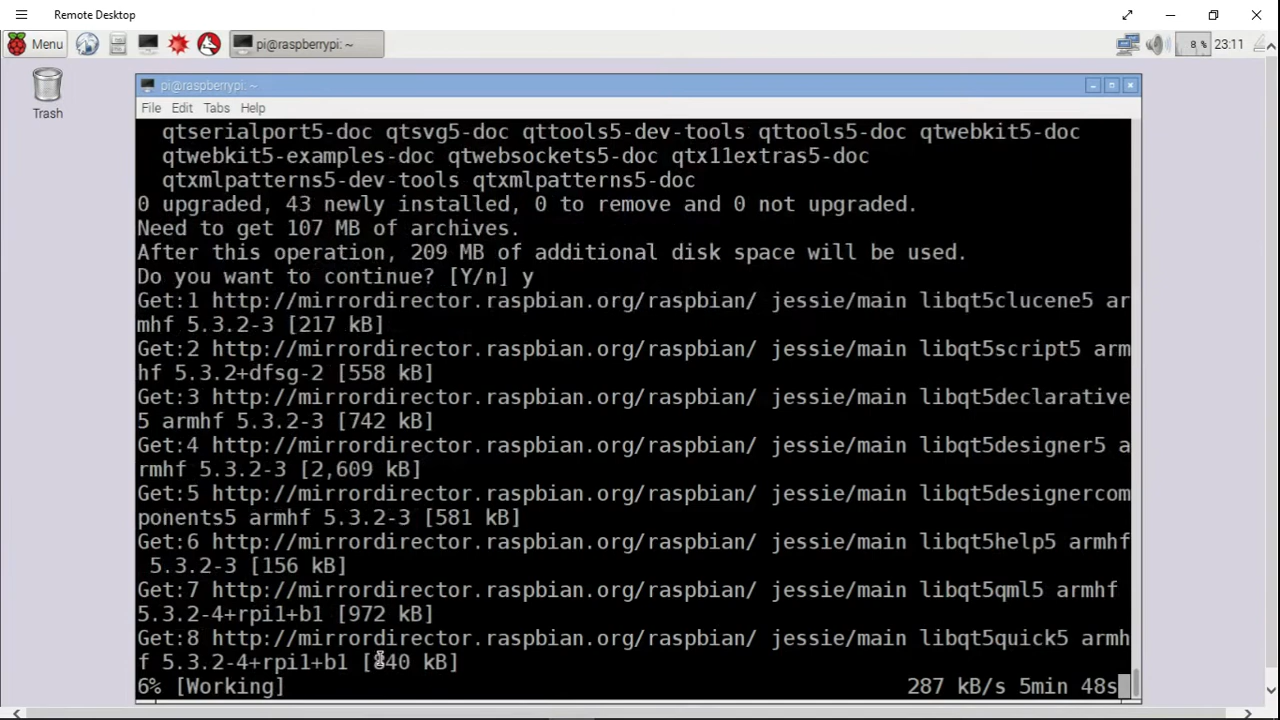 Remote Desktop
Menu
pi@raspberrypi: ~
8 %
23:11
Trash
pi@raspberrypi: ~
File Edit Tabs Help
qtserialport5-doc qtsvg5-doc qttools5-dev-tools qttools5-doc qtwebkit5-doc
qtwebkit5-examples-doc qtwebsockets5-doc qtx11extras5-doc
qtxmlpatterns5-dev-tools qtxmlpatterns5-doc
0 upgraded, 43 newly installed, 0 to remove and 0 not upgraded.
Need to get 107 MB of archives.
After this operation, 209 MB of additional disk space will be used.
Do you want to continue? [Y/n] y
Get:1 http://mirrordirector.raspbian.org/raspbian/ jessie/main libqt5clucene5 ar
mhf 5.3.2-3 [217 kB]
Get:2 http://mirrordirector.raspbian.org/raspbian/ jessie/main libqt5script5 arm
hf 5.3.2+dfsg-2 [558 kB]
Get:3 http://mirrordirector.raspbian.org/raspbian/ jessie/main libqt5declarative
5 armhf 5.3.2-3 [742 kB]
Get:4 http://mirrordirector.raspbian.org/raspbian/ jessie/main libqt5designer5 a
rmhf 5.3.2-3 [2,609 kB]
Get:5 http://mirrordirector.raspbian.org/raspbian/ jessie/main libqt5designercom
ponents5 armhf 5.3.2-3 [581 kB]
Get:6 http://mirrordirector.raspbian.org/raspbian/ jessie/main libqt5help5 armhf
5.3.2-3 [156 kB]
Get:7 http://mirrordirector.raspbian.org/raspbian/ jessie/main libqt5qml5 armhf
5.3.2-4+rpi1+b1 [972 kB]
Get:8 http://mirrordirector.raspbian.org/raspbian/ jessie/main libqt5quick5 armh
f 5.3.2-4+rpi1+b1 kB]
6% [Working] 287 kB/s 5min 48s